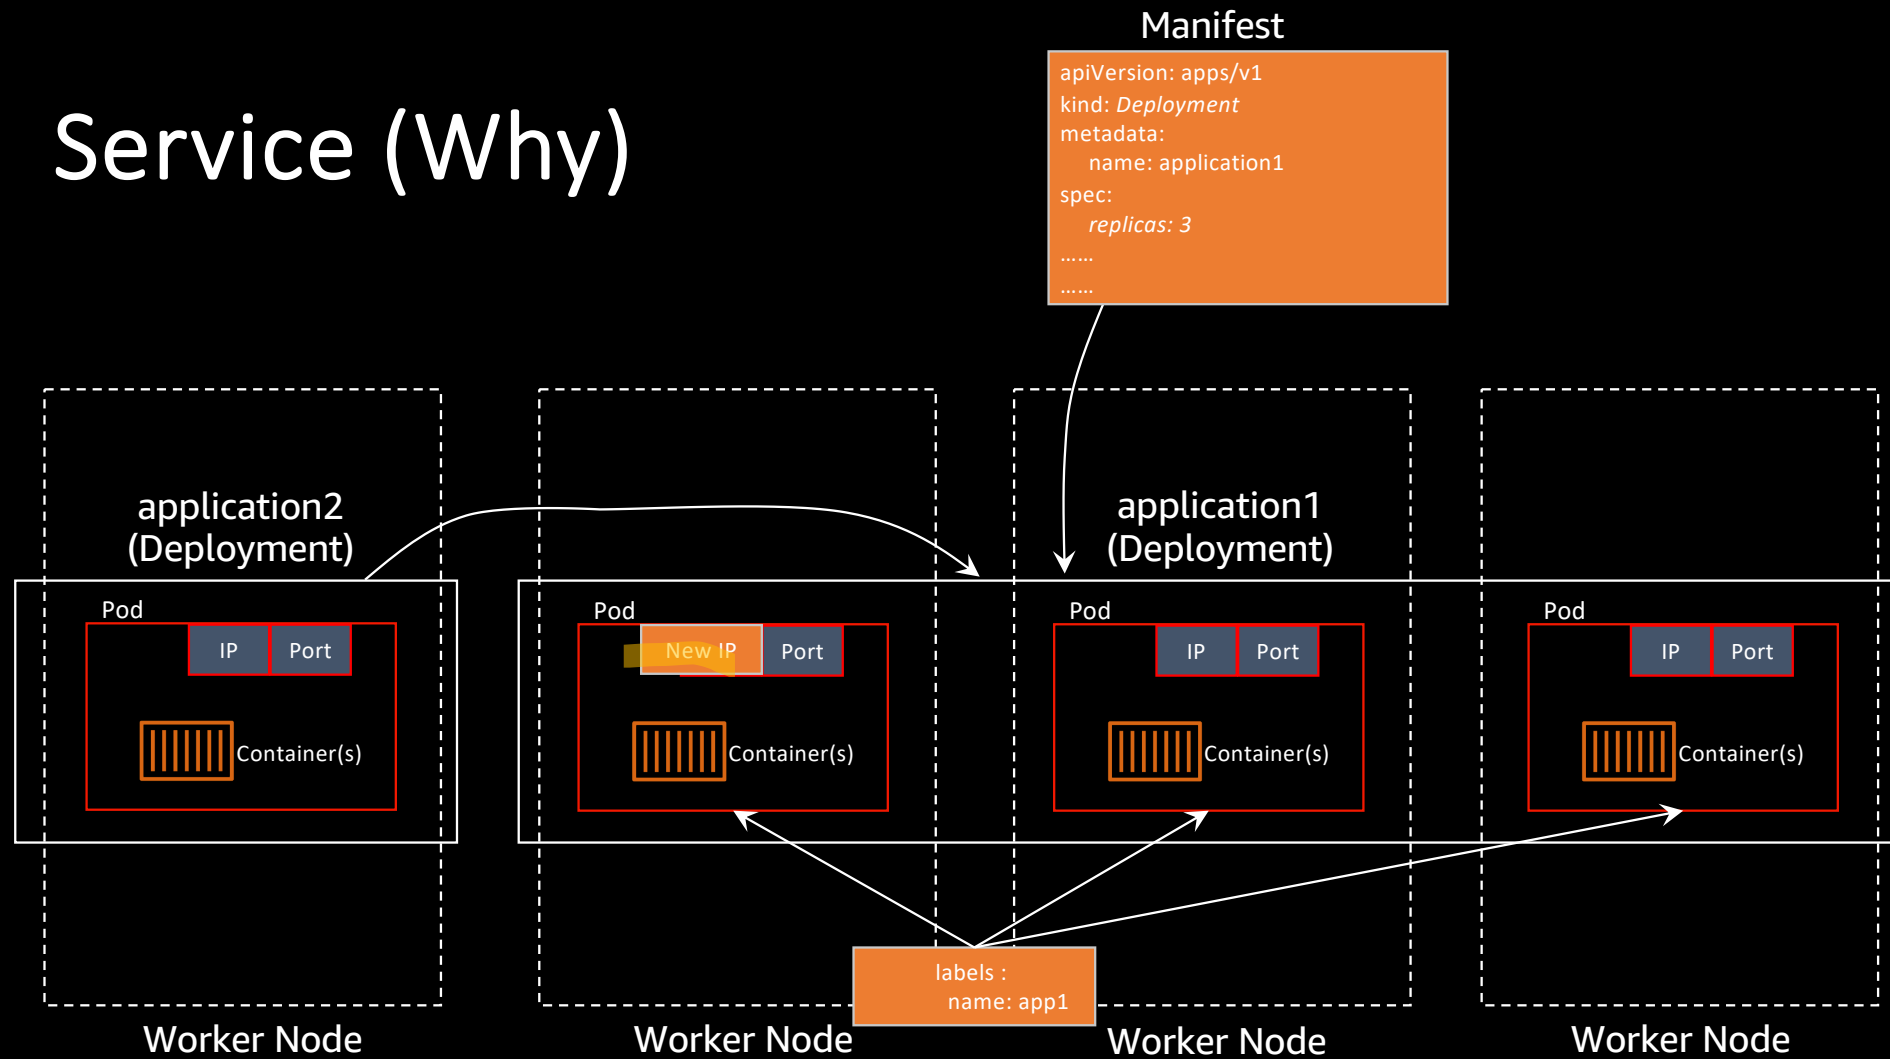 Service (Why)
Manifest
apiVersion: apps/v1
kind: Deployment
metadata:
name: application1
spec:
replicas: 3
......
......
application2
(Deployment)
application1
(Deployment)
Pod
IP
Port
Container(s)
Pod
New IP
Port
Container(s)
Pod
IP
Port
Container(s)
Pod
IP
Port
Container(s)
labels :
name: app1
Worker Node
Worker Node
Worker Node
Worker Node